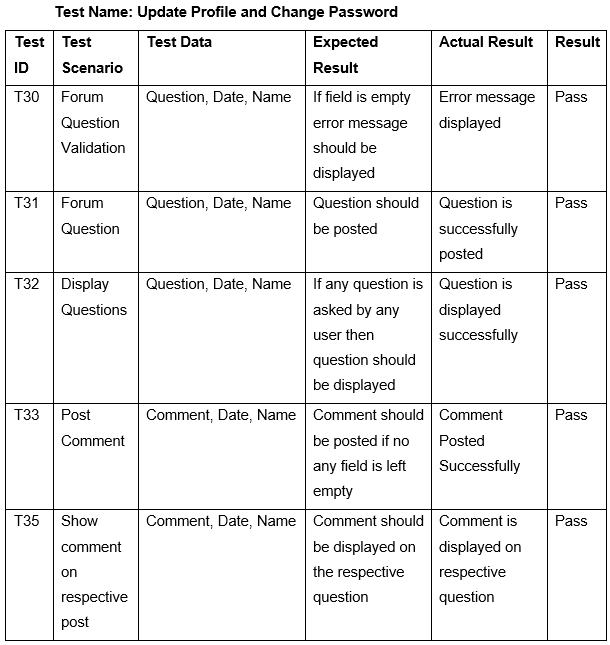 Test Name: Update Profile and Change Password
Test ID Test Scenario Test Data Expected Result Actual Result Result
T30 Forum Question Validation Question, Date, Name If field is empty error message should be displayed Error message displayed Pass
T31 Forum Question Question, Date, Name Question should be posted Question is successfully posted Pass
T32 Display Questions Question, Date, Name If any question is asked by any user then question should be displayed Question is displayed successfully Pass
T33 Post Comment Comment, Date, Name Comment should be posted if no any field is left empty Comment Posted Successfully Pass
T35 Show comment on respective post Comment, Date, Name Comment should be displayed on the respective question Comment is displayed on respective question Pass